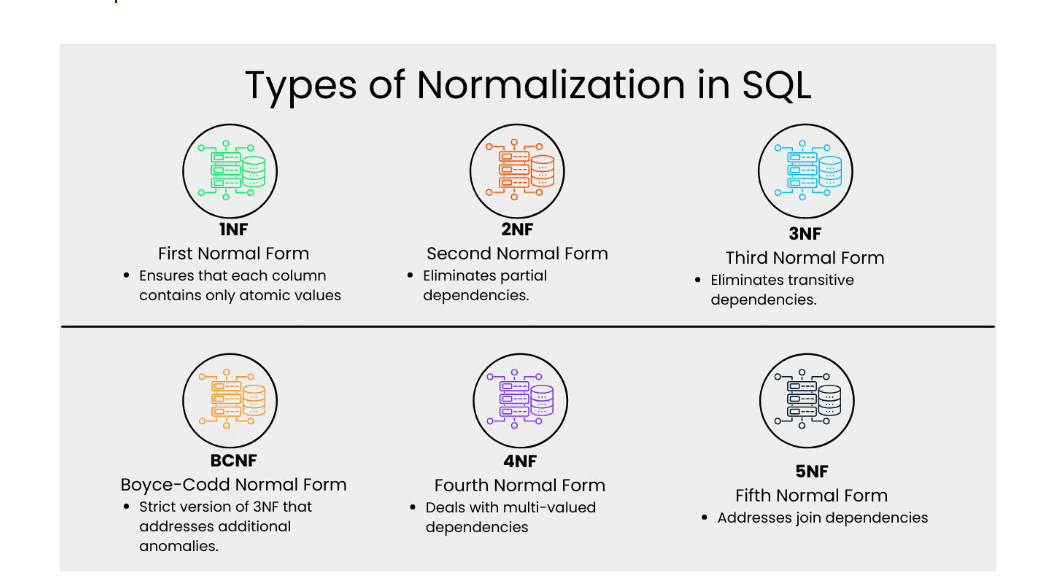 Types of Normalization in SQL
1NF
First Normal Form
• Ensures that each column
contains only atomic values
2NF
Second Normal Form
• Eliminates partial
dependencies.
3NF
Third Normal Form
• Eliminates transitive
dependencies.
BCNF
Boyce-Codd Normal Form
• Strict version of 3NF that
addresses additional
anomalies.
4NF
Fourth Normal Form
• Deals with multi-valued
dependencies
5NF
Fifth Normal Form
• Addresses join dependencies